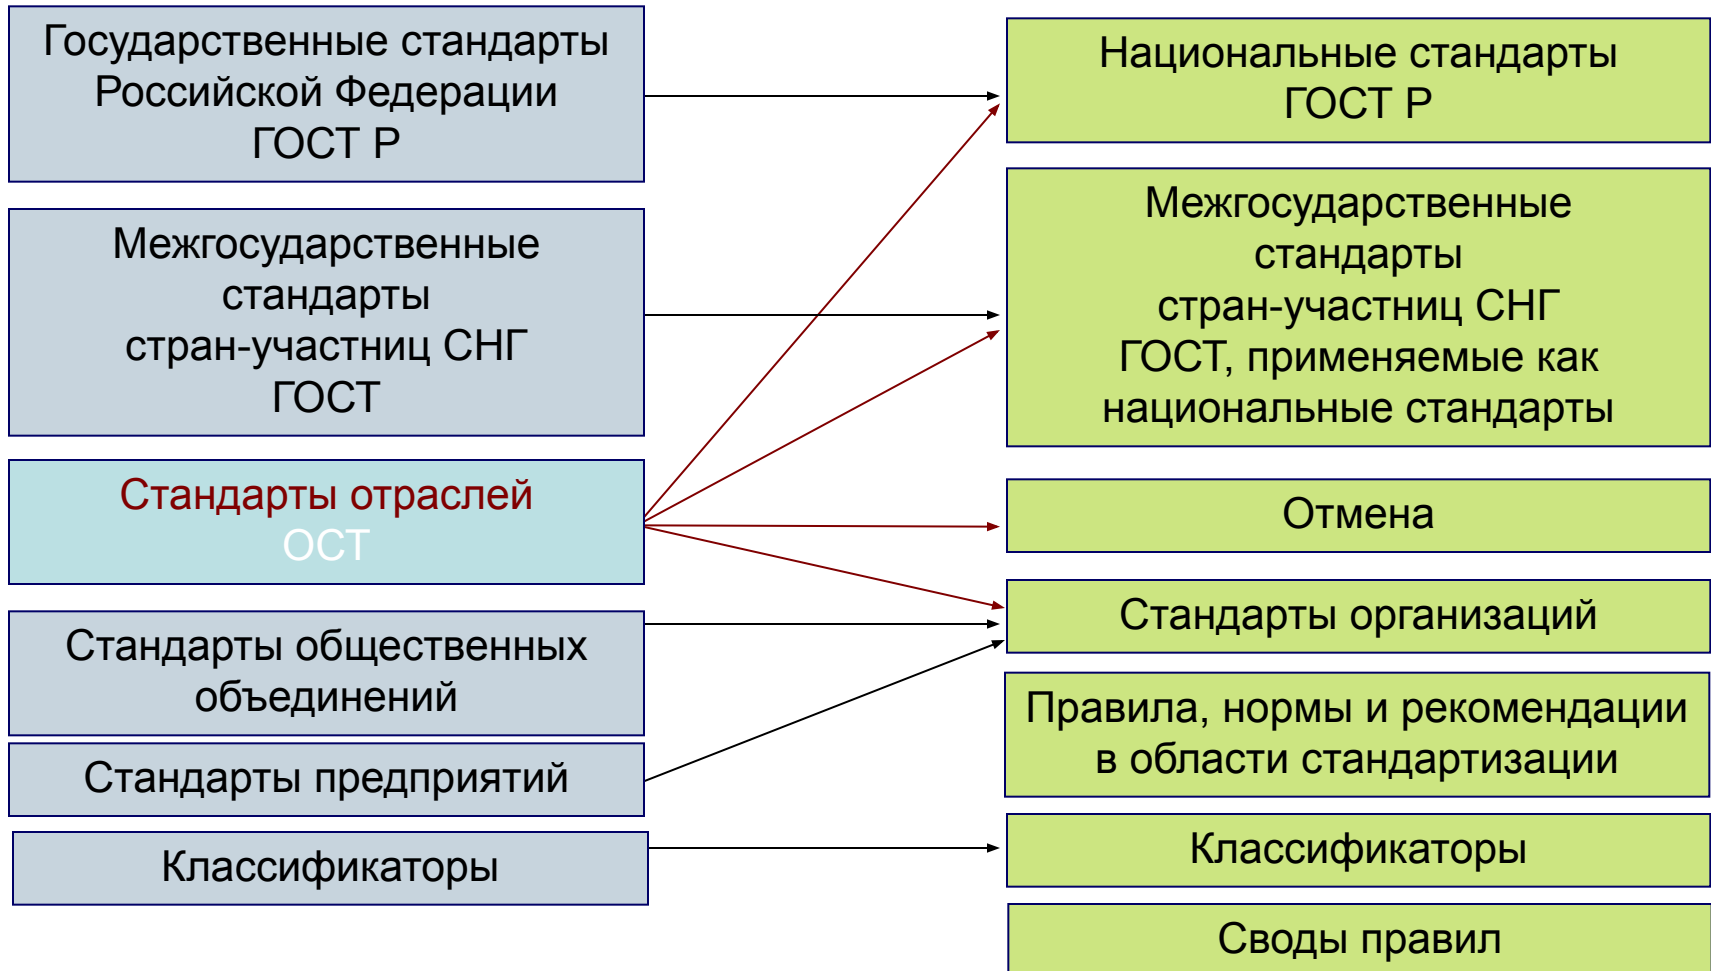 Государственные стандарты
Российской Федерации
ГОСТ Р
Межгосударственные
стандарты
стран-участниц СНГ
ГОСТ
Стандарты отраслей
ОСТ
Стандарты общественных
объединений
Стандарты предприятий
Классификаторы
Национальные стандарты
ГОСТ Р
Межгосударственные
стандарты
стран-участниц СНГ
ГОСТ, применяемые как
национальные стандарты
Отмена
Стандарты организаций
Правила, нормы и рекомендации
в области стандартизации
Классификаторы
Своды правил